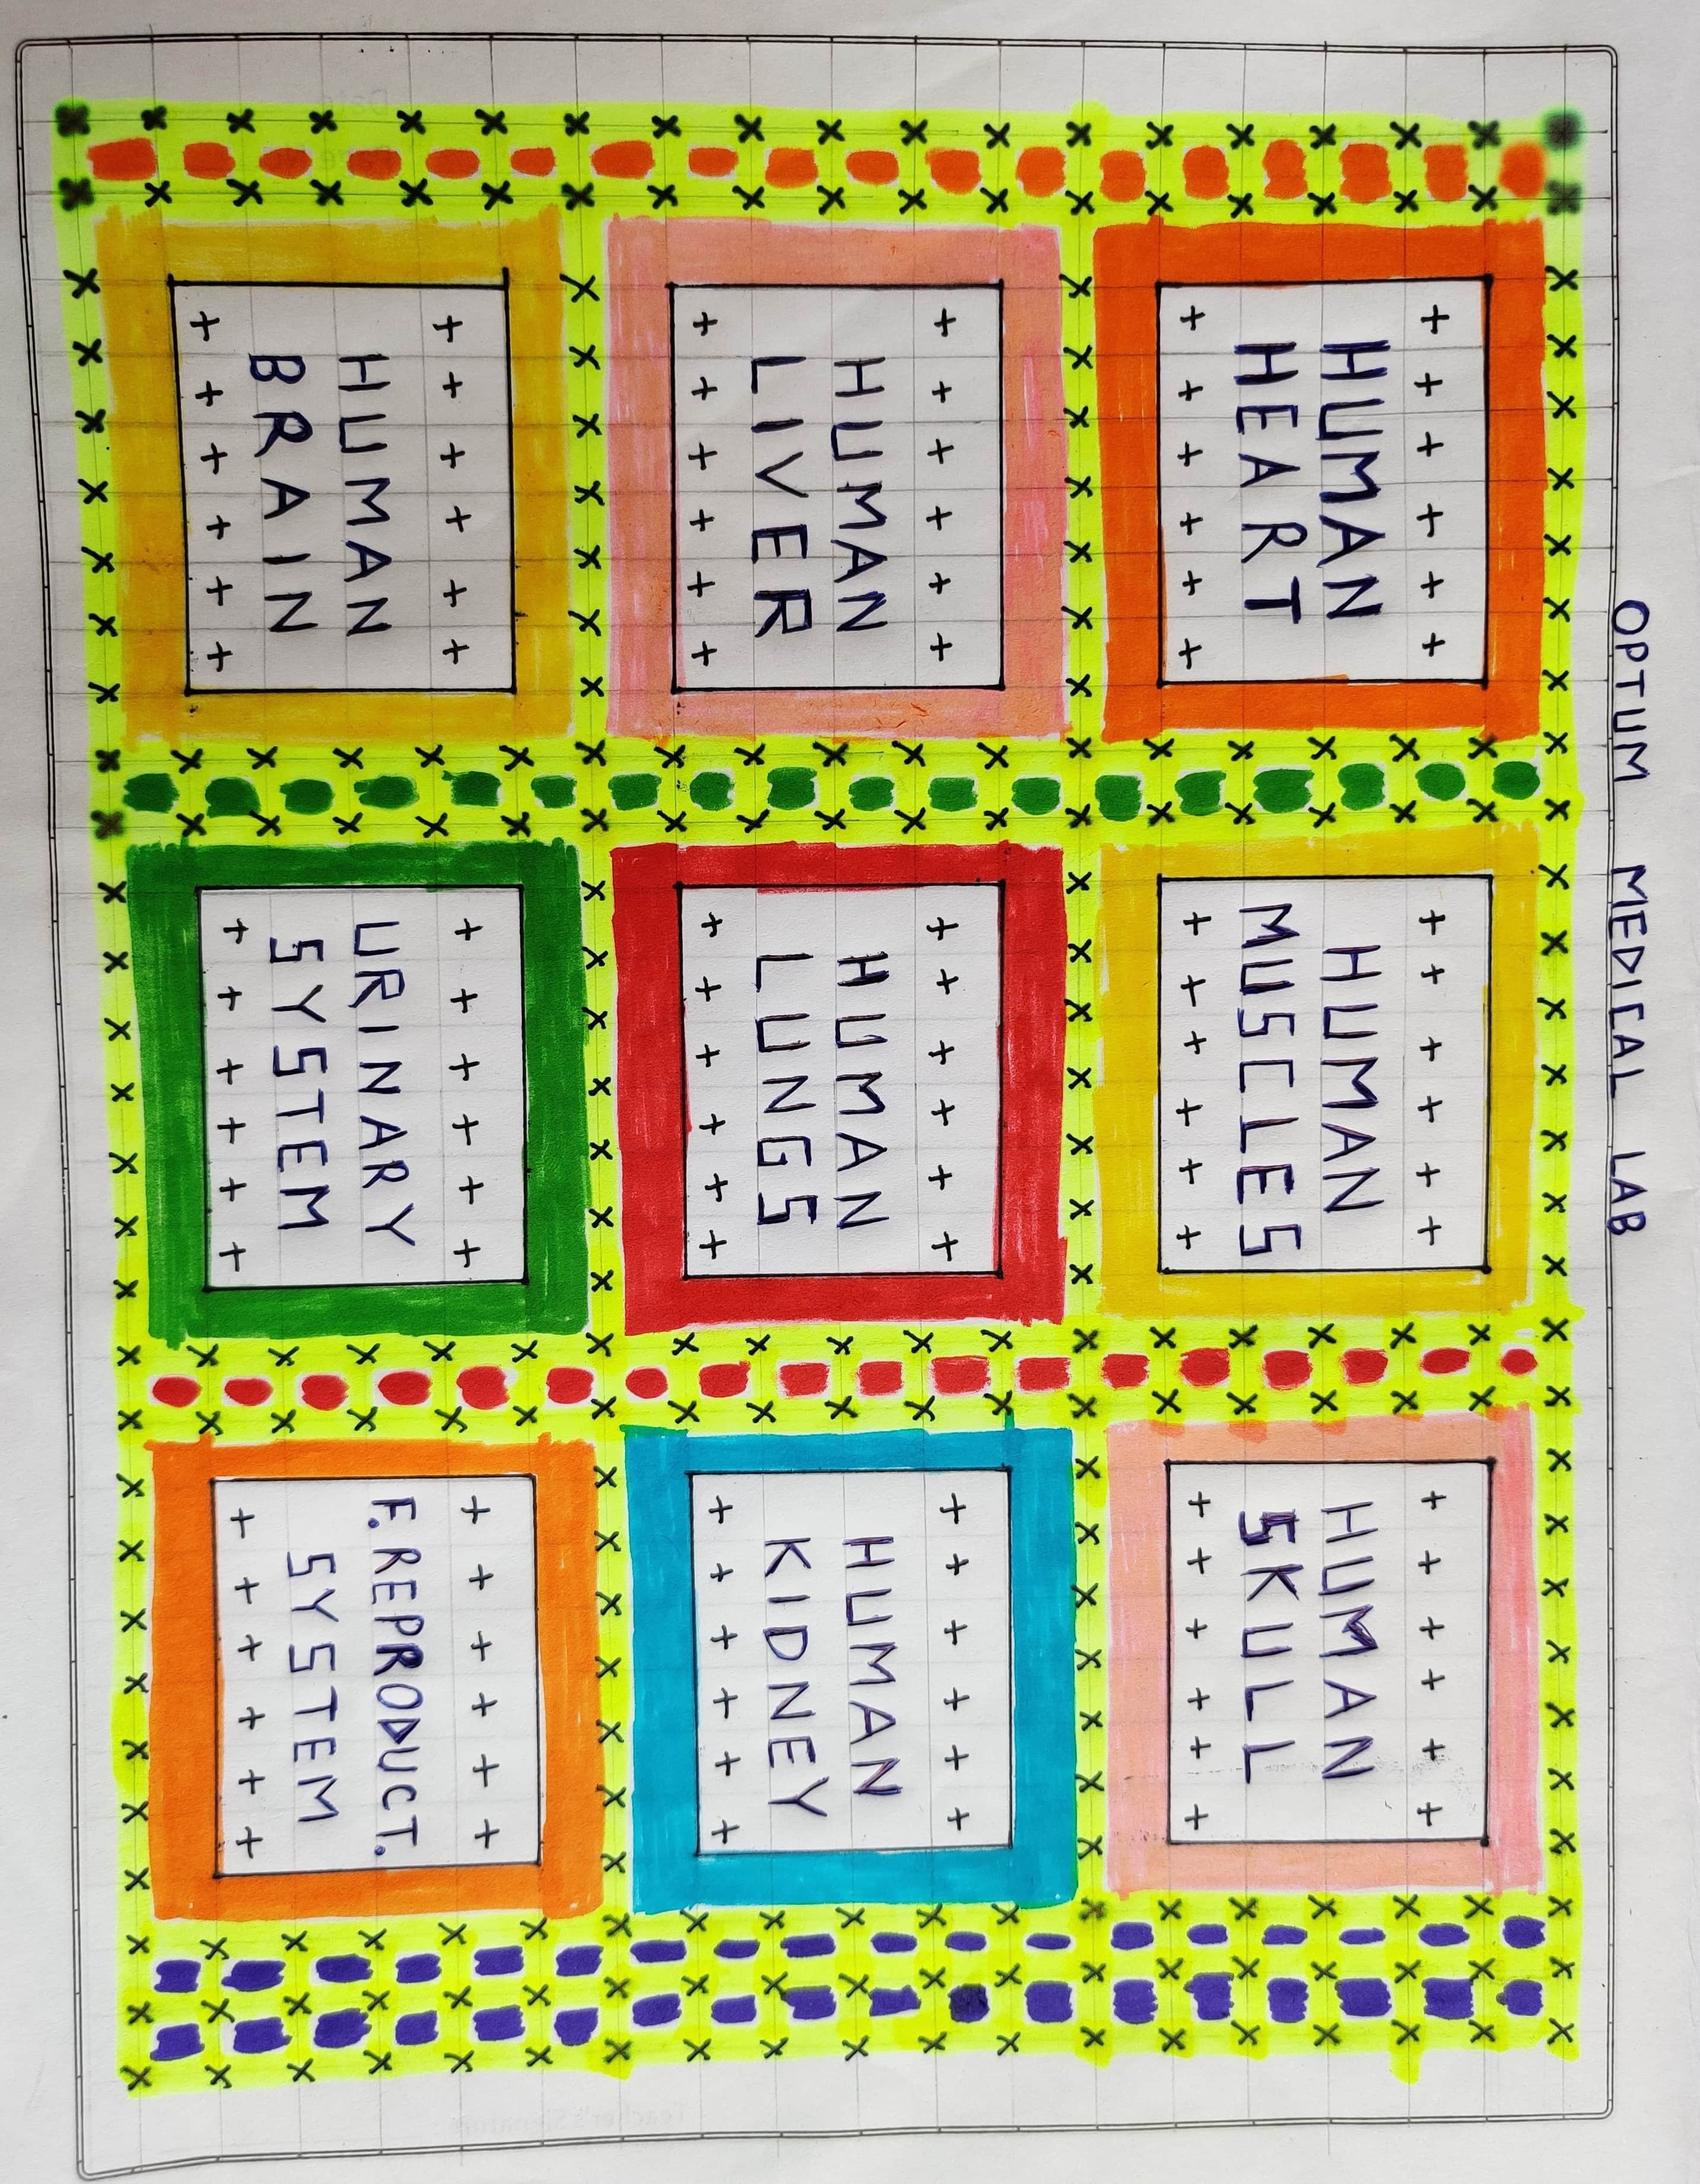 OPTUM MEDICAL LAB
HUMAN
HEART
HUMAN
MUSCLES
HUMAN
SKULL
HUMAN
LIVER
HUMAN
LUNGS
HUMAN
KIDNEY
HUMAN
BRAIN
URINARY
SYSTEM
F. REPRODUCT.
SYSTEM